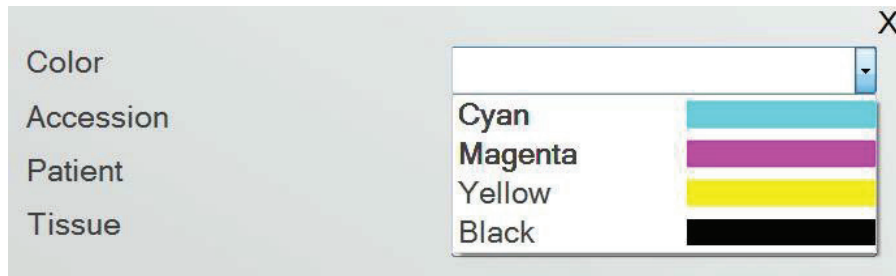 X
Color
Accession
Patient
Tissue
Cyan
Magenta
Yellow
Black